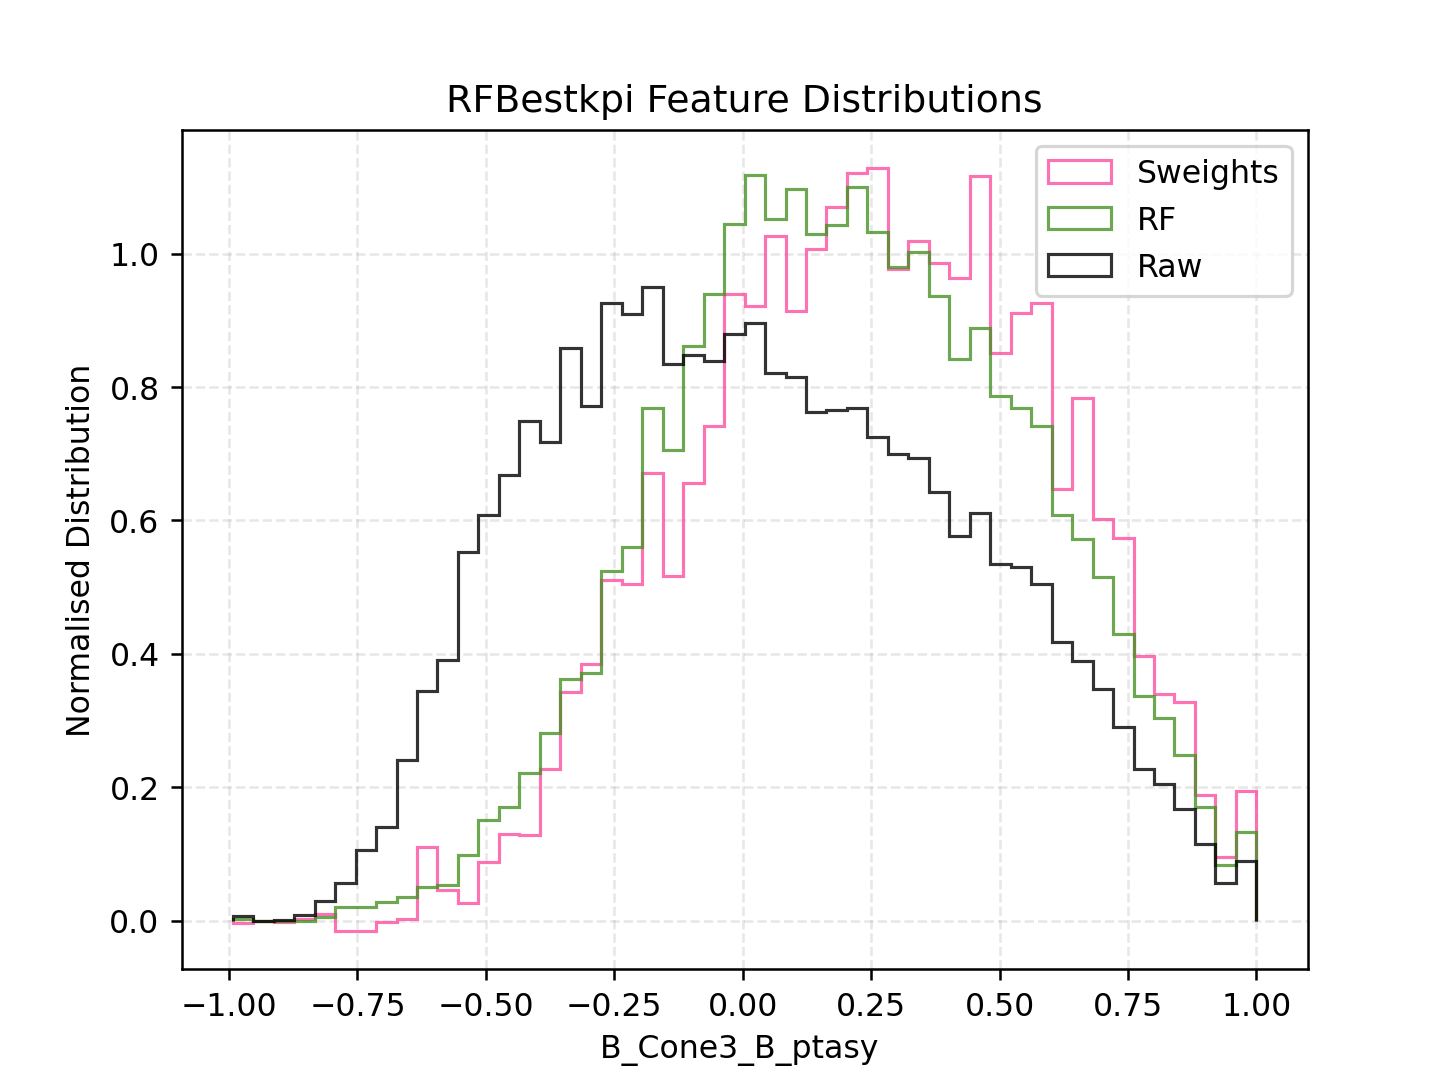 RFBestkpi Feature Distributions
Sweights
RF
Raw
Normalised Distribution
1.0
0.8
0.6
0.4
0.2
0.0
−1.00 −0.75 −0.50 −0.25 0.00 0.25 0.50 0.75 1.00
B_Cone3_B_ptasy